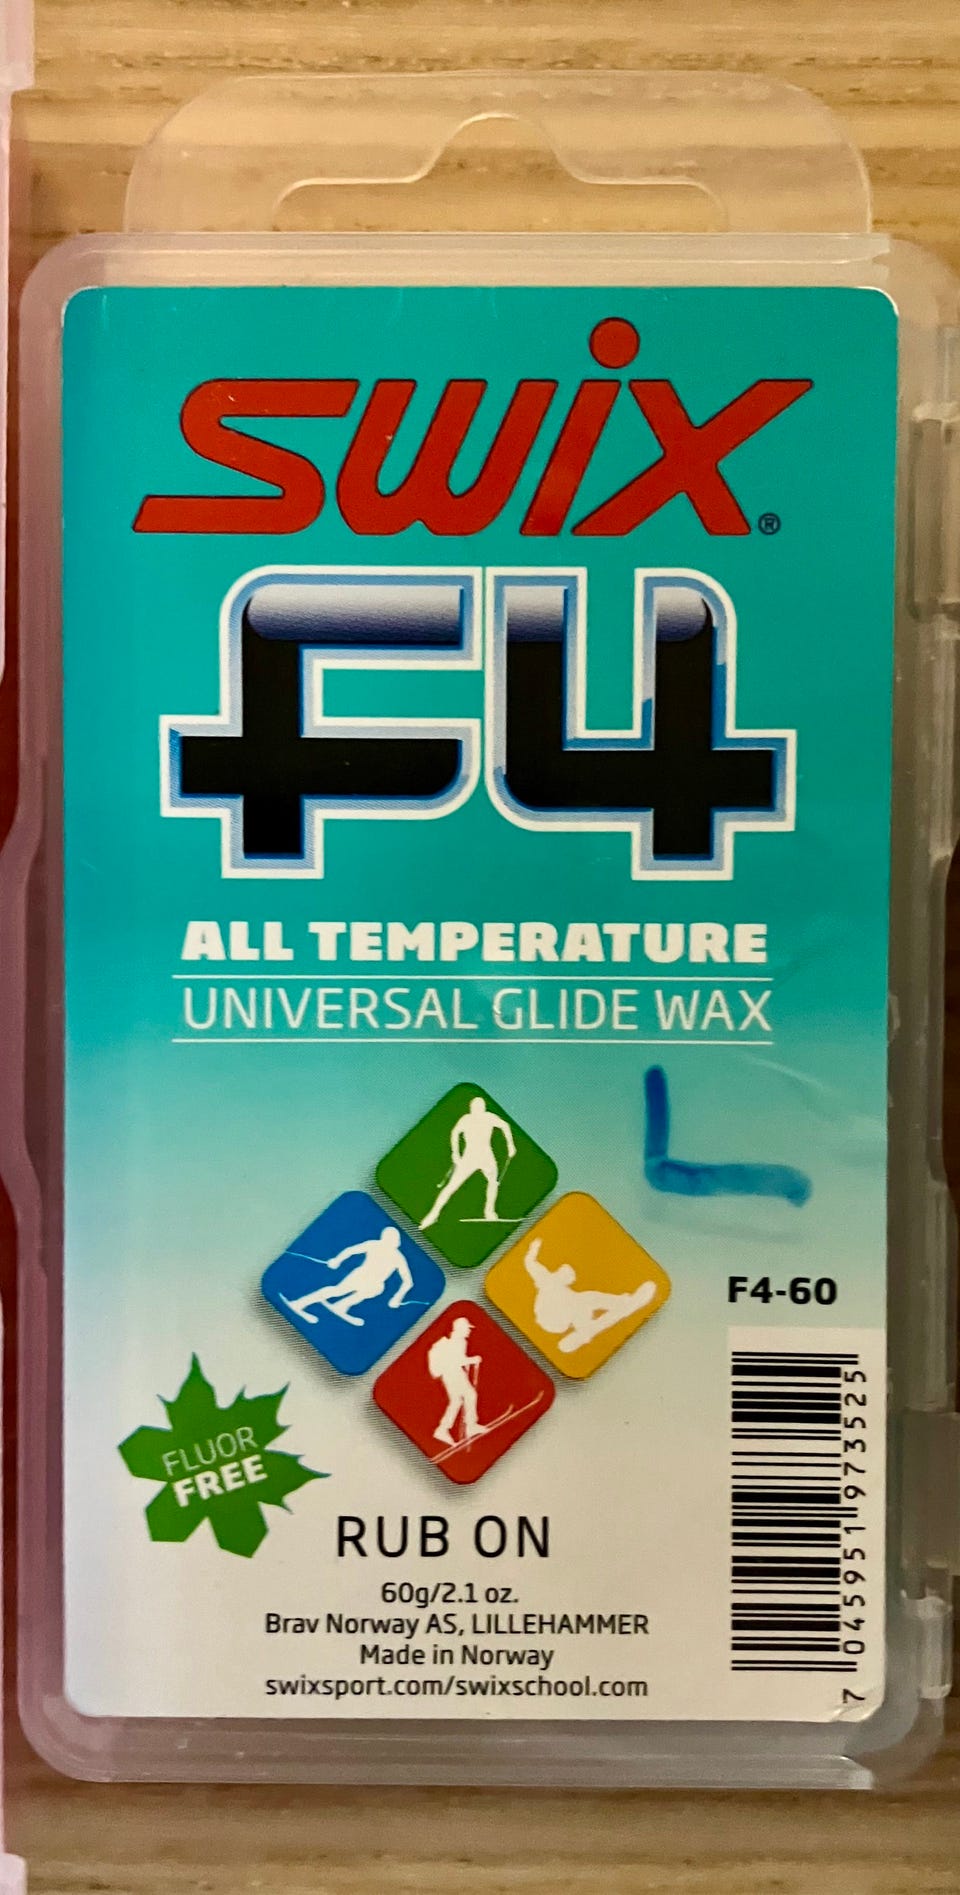 SWiX®
F4
ALL TEMPERATURE
UNIVERSAL GLIDE WAX
L
F4-60
FLUOR
FREE
RUB ON
60g/2.1 oz.
Brav Norway AS, LILLEHAMMER
Made in Norway
swixsport.com/swixschool.com
7 045951 973525